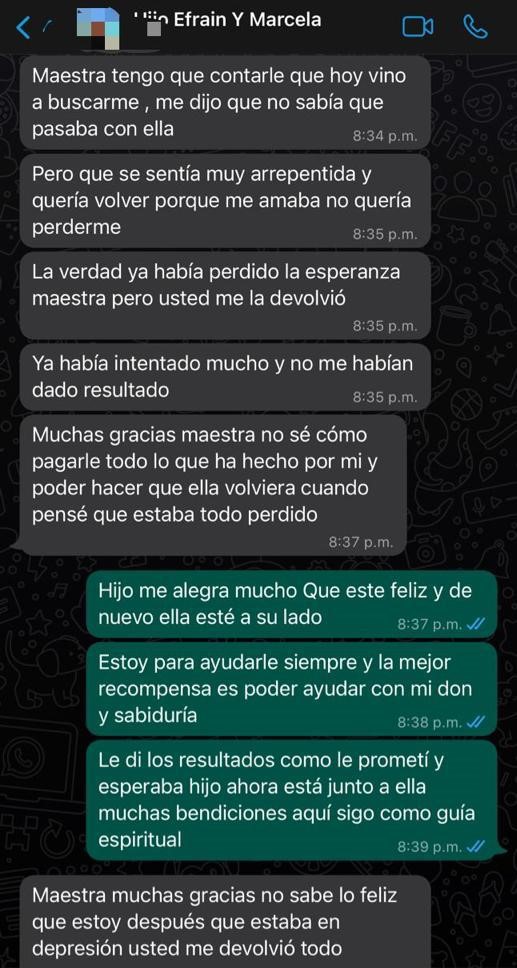 Hijo Efrain Y Marcela
Maestra tengo que contarle que hoy vino
a buscarme , me dijo que no sabía que
pasaba con ella
8:34 p.m.
Pero que se sentía muy arrepentida y
quería volver porque me amaba no quería
perderme
8:35 p.m.
La verdad ya había perdido la esperanza
maestra pero usted me la devolvió
8:35 p.m.
Ya había intentado mucho y no me habían
dado resultado
8:35 p.m.
Muchas gracias maestra no sé cómo
pagarle todo lo que ha hecho por mi y
poder hacer que ella volviera cuando
pensé que estaba todo perdido
8:37 p.m.
Hijo me alegra mucho Que este feliz y de
nuevo ella esté a su lado
8:37 p.m.
Estoy para ayudarle siempre y la mejor
recompensa es poder ayudar con mi don
y sabiduría
8:38 p.m.
Le di los resultados como le prometí y
esperaba hijo ahora está junto a ella
muchas bendiciones aquí sigo como guía
espiritual
8:39 p.m.
Maestra muchas gracias no sabe lo feliz
que estoy después que estaba en
depresión usted me devolvió todo